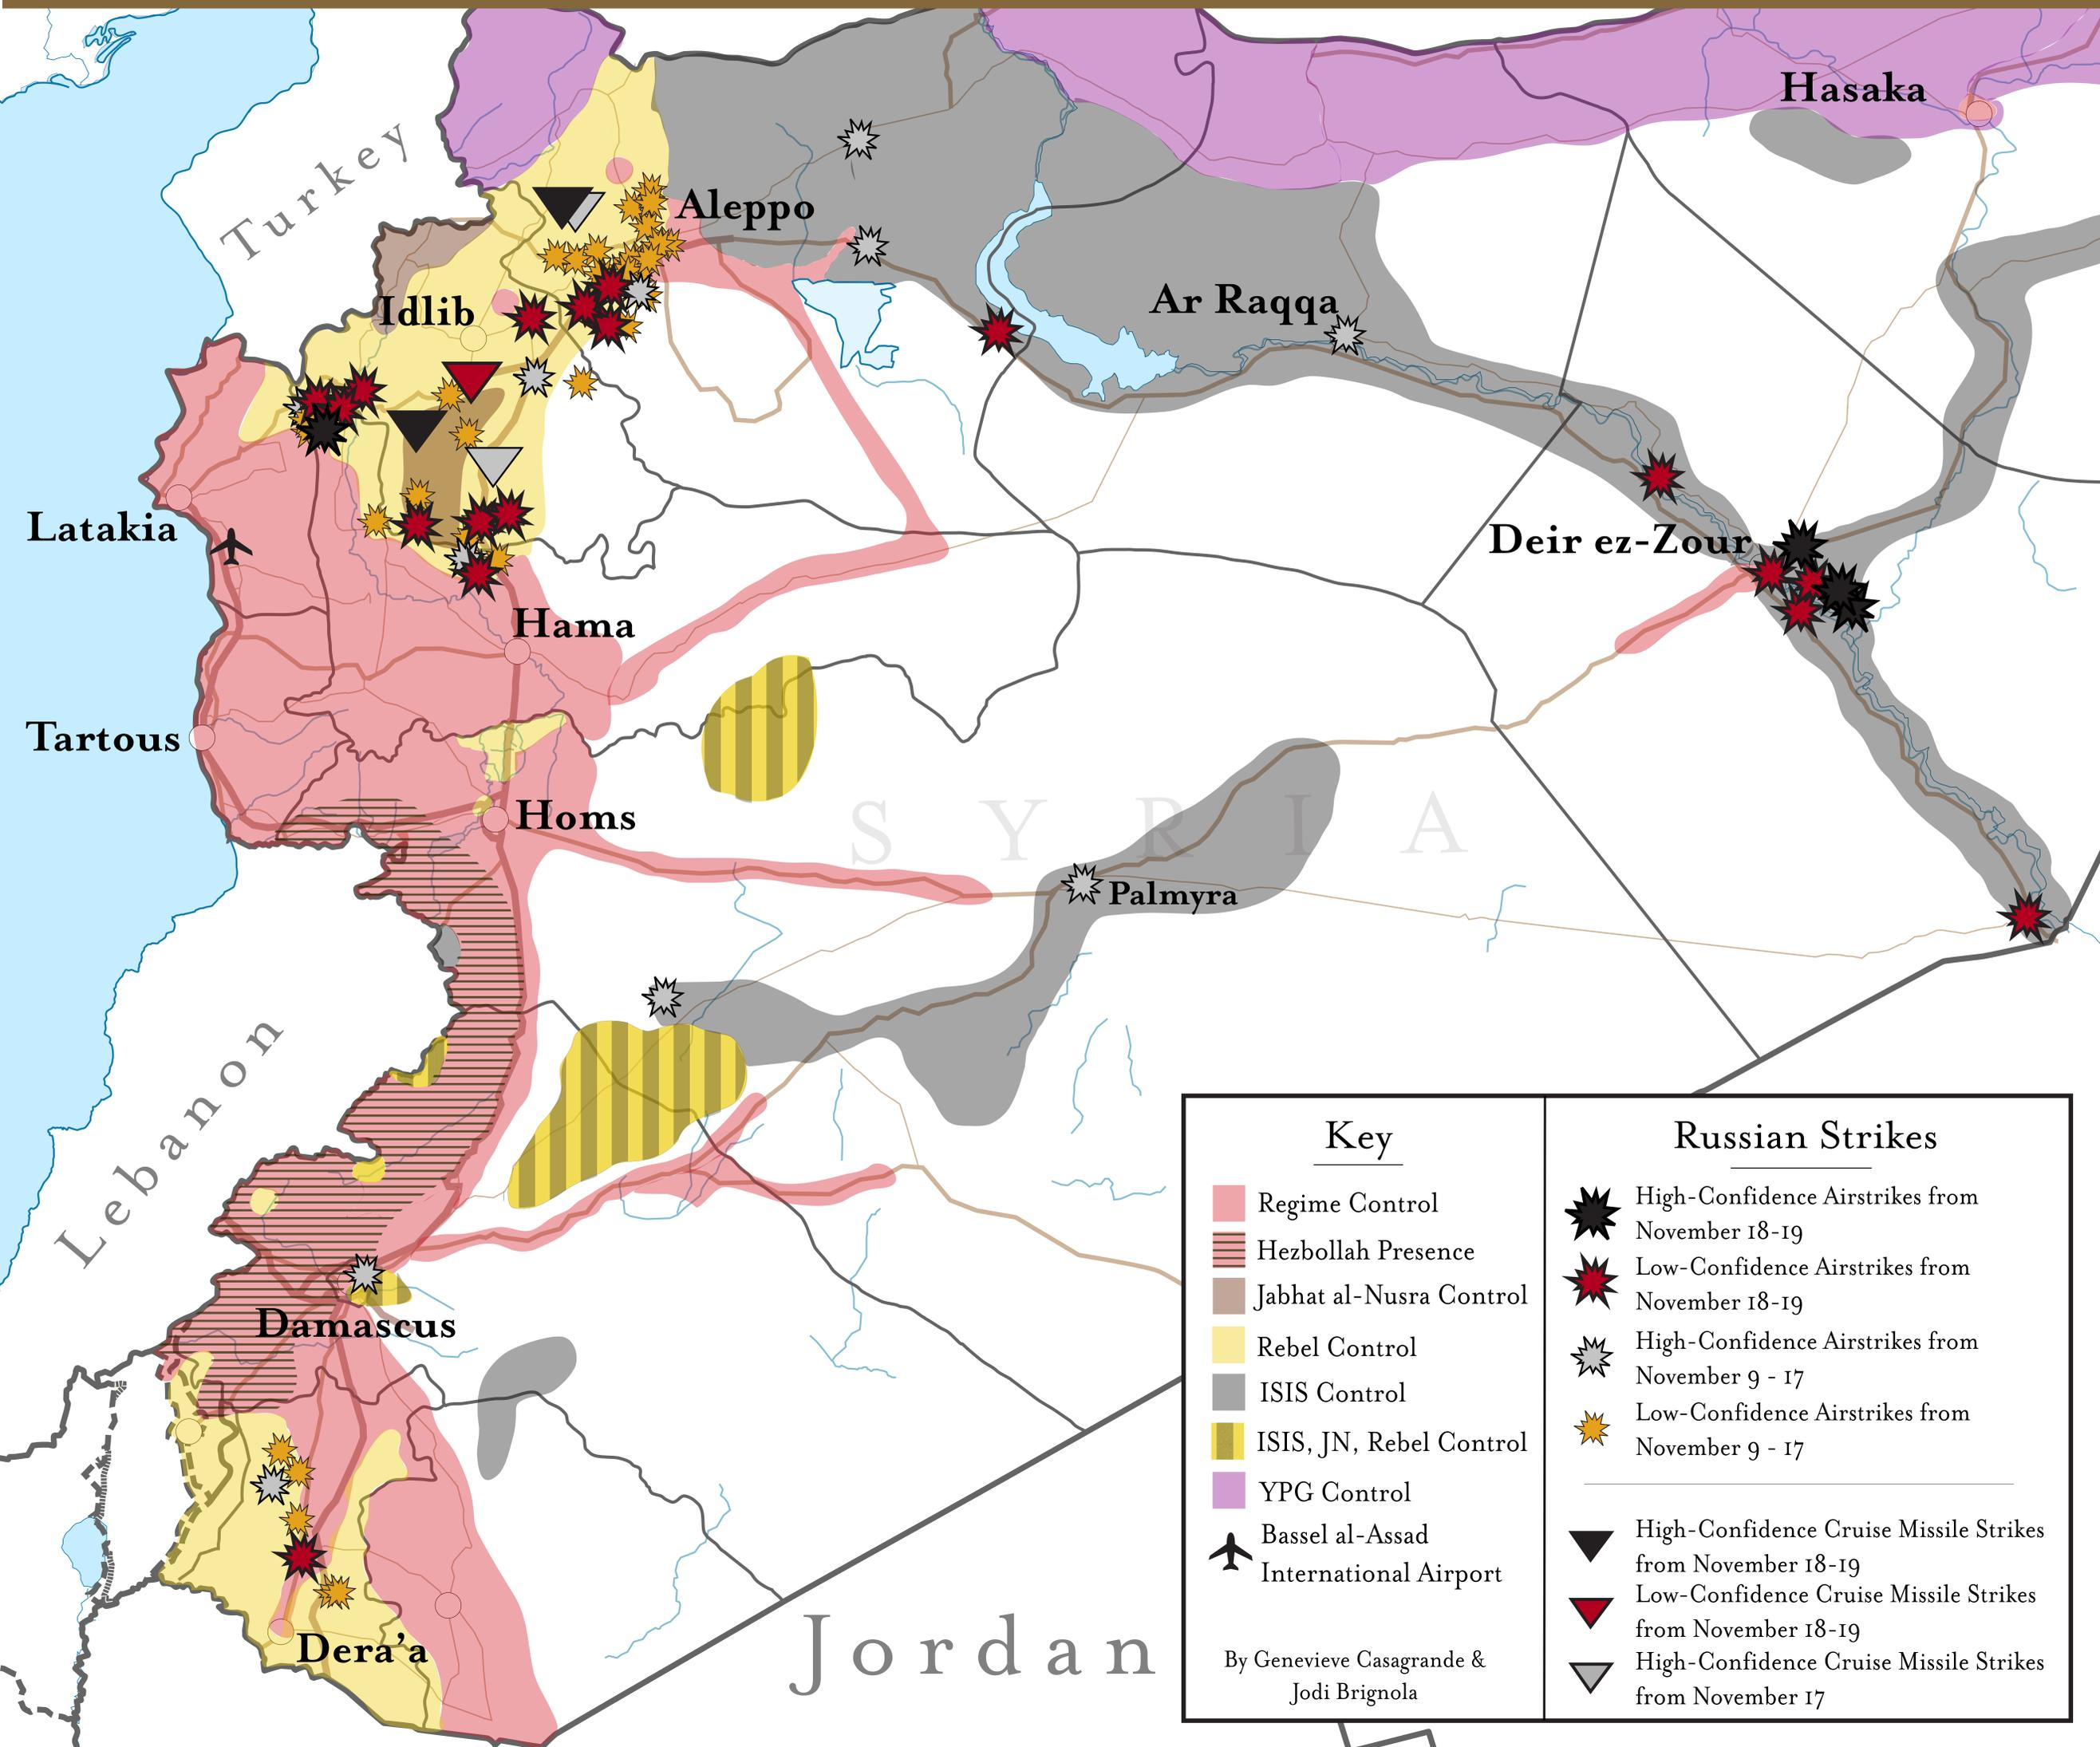 Hasaka
Turkey
Aleppo
Idlib
Ar Raqqa
Latakia
Deir ez-Zour
Hama
Tartous
Homs
SYRIA
Palmyra
Lebanon
Damascus
Dera'a
Jordan
Key
Regime Control
Hezbollah Presence
Jabhat al-Nusra Control
Rebel Control
ISIS Control
ISIS, JN, Rebel Control
YPG Control
Bassel al-Assad
International Airport
By Genevieve Casagrande &
Jodi Brignola
Russian Strikes
High-Confidence Airstrikes from
November 18-19
Low-Confidence Airstrikes from
November 18-19
High-Confidence Airstrikes from
November 9 - 17
Low-Confidence Airstrikes from
November 9 - 17
High-Confidence Cruise Missile Strikes
from November 18-19
Low-Confidence Cruise Missile Strikes
from November 18-19
High-Confidence Cruise Missile Strikes
from November 17